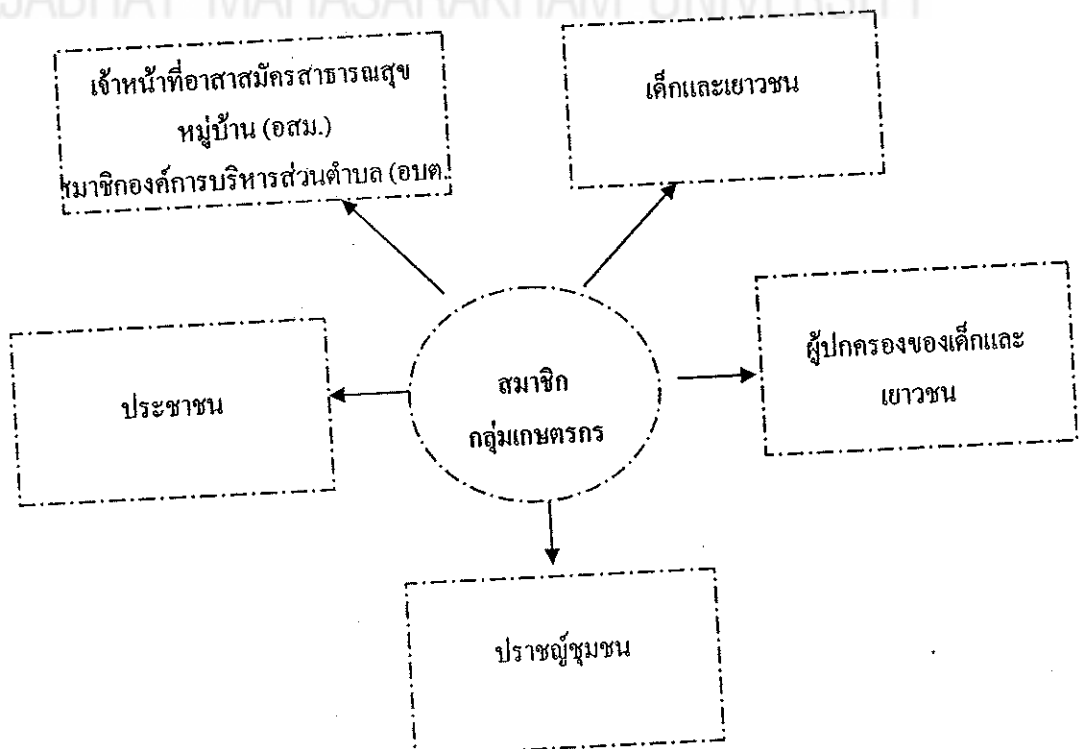 RAJABHAT MAHASARAKHAM UNIVERSITY
เจ้าหน้าที่อาสาสมัครสาธารณสุข
หมู่บ้าน (อสม.)
มาชิกองค์การบริหารส่วนตำบล (อบต.
เด็กและเยาวชน
ประชาชน
สมาชิก
กลุ่มเกษตรกร
ผู้ปกครองของเด็กและ
เยาวชน
ปราชญ์ชุมชน